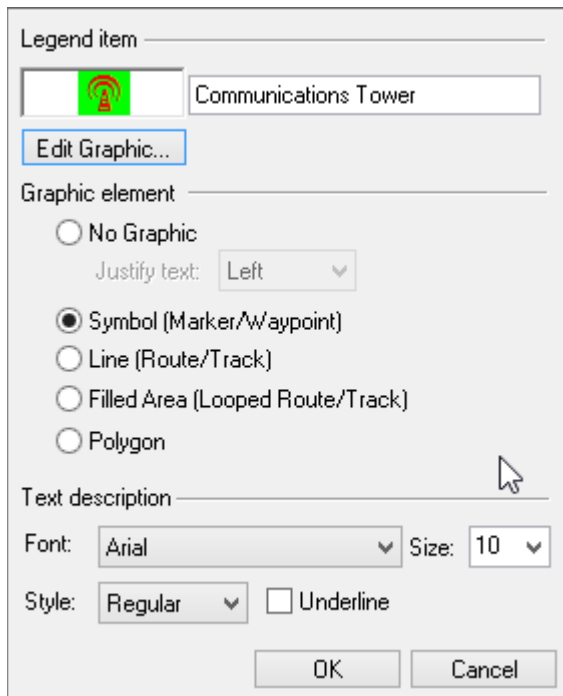 Legend item
Communications Tower
Edit Graphic...
Graphic element
No Graphic
Justify text: Left
Symbol (Marker/Waypoint)
Line (Route/Track)
Filled Area (Looped Route/Track)
Polygon
Text description
Font: Arial Size: 10
Style: Regular Underline
OK Cancel